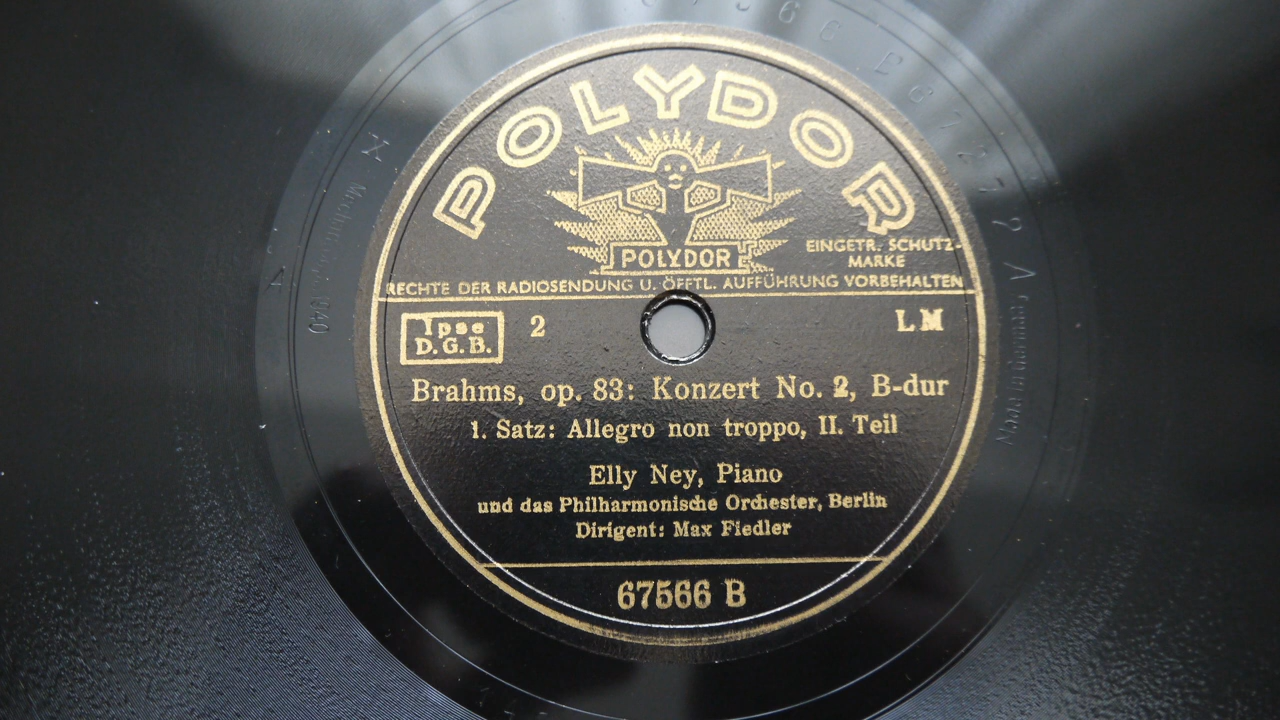 POLYDOR
POLYDOR
EINGETR. SCHUTZ-
MARKE
RECHTE DER RADIOSENDUNG U. ÖFFTL. AUFFÜHRUNG VORBEHALTEN
Ipse
D.G.B.
2
LM
Brahms, op. 83: Konzert No. 2, B-dur
1. Satz: Allegro non troppo, II. Teil
Elly Ney, Piano
und das Philharmonische Orchester, Berlin
Dirigent: Max Fiedler
67566 B